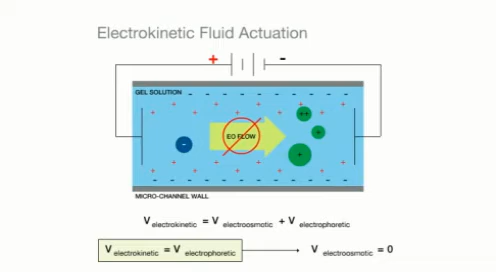 Electrokinetic Fluid Actuation
+ -
GEL SOLUTION
EO FLOW
++
+
-
+
MICRO-CHANNEL WALL
V electrokinetic = V electroosmotic + V electrophoretic
V electrokinetic = V electrophoretic
V electroosmotic = 0